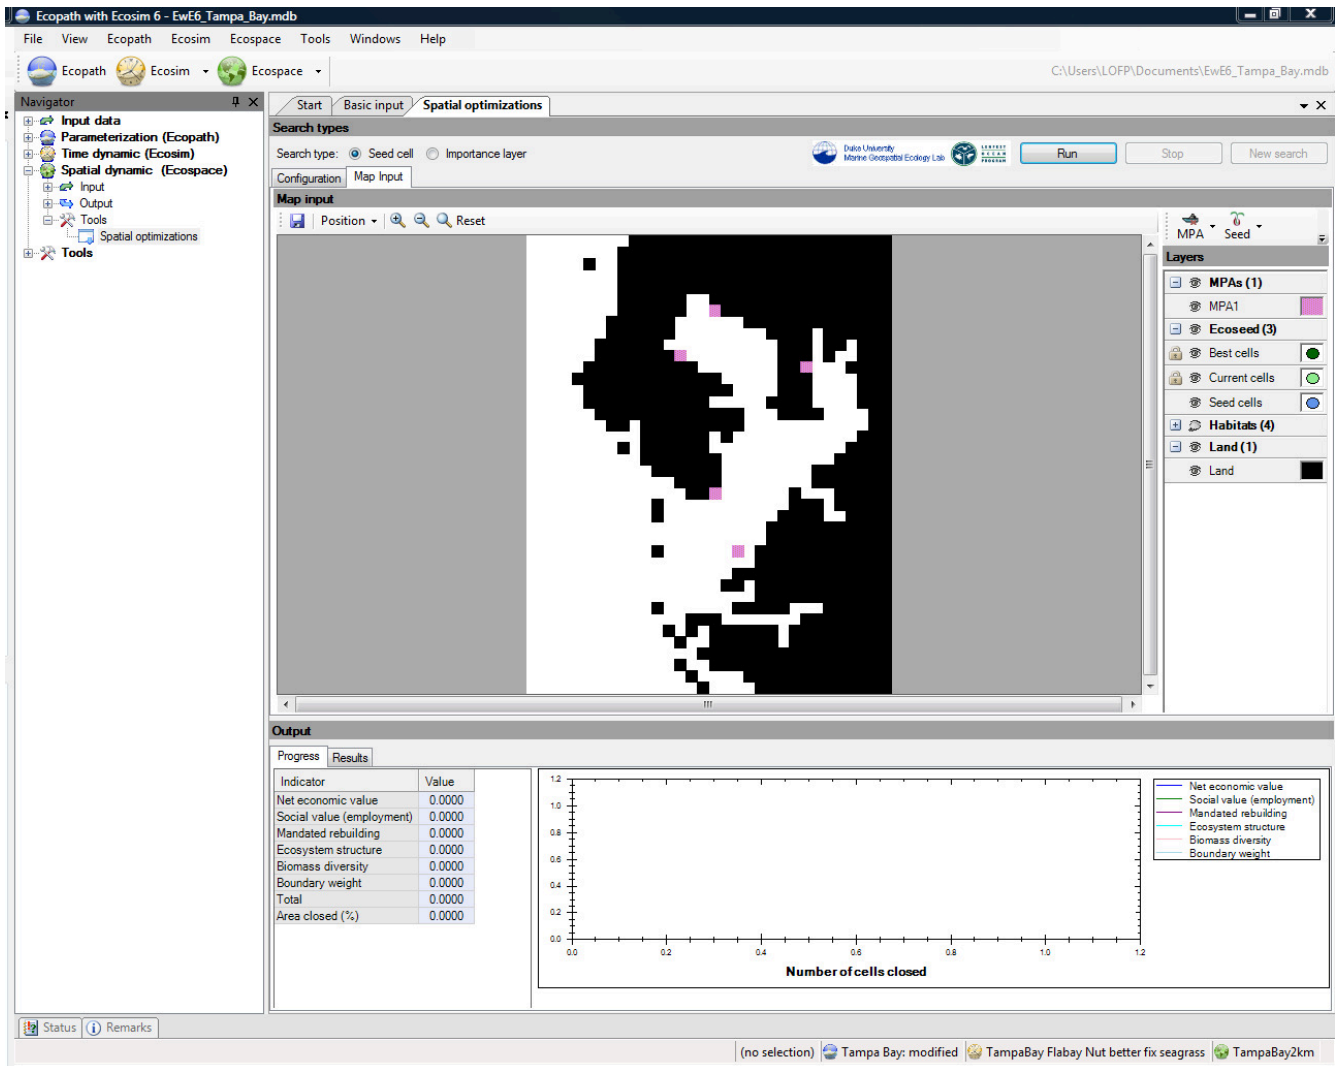 Ecopath with Ecosim 6 - EwE6_Tampa_Bay.mdb
File View Ecopath Ecosim Ecospace Tools Windows Help
Ecopath Ecosim Ecospace C:\Users\LOFP\Documents\EwE6_Tampa_Bay.mdb
Navigator
Input data
Parameterization (Ecopath)
Time dynamic (Ecosim)
Spatial dynamic (Ecospace)
Input
Output
Tools
Spatial optimizations
Tools
Start Basic input Spatial optimizations
Search types
Search type: Seed cell Importance layer
Duke University
Marine Geospatial Ecology Lab
Run Stop New search
Configuration Map Input
Map input
Position Reset
MPA Seed
Layers
MPAs (1)
MPA1
Ecoseed (3)
Best cells
Current cells
Seed cells
Habitats (4)
Land (1)
Land
Output
Progress Results
Indicator Value
Net economic value 0.0000
Social value (employment) 0.0000
Mandated rebuilding 0.0000
Ecosystem structure 0.0000
Biomass diversity 0.0000
Boundary weight 0.0000
Total 0.0000
Area closed (%) 0.0000
1.2
1.0
0.8
0.6
0.4
0.2
0.0
0.0 0.2 0.4 0.6 0.8 1.0 1.2
Number of cells closed
Net economic value
Social value (employment)
Mandated rebuilding
Ecosystem structure
Biomass diversity
Boundary weight
Status Remarks
(no selection) Tampa Bay: modified TampaBay Flabay Nut better fix seagrass TampaBay2km